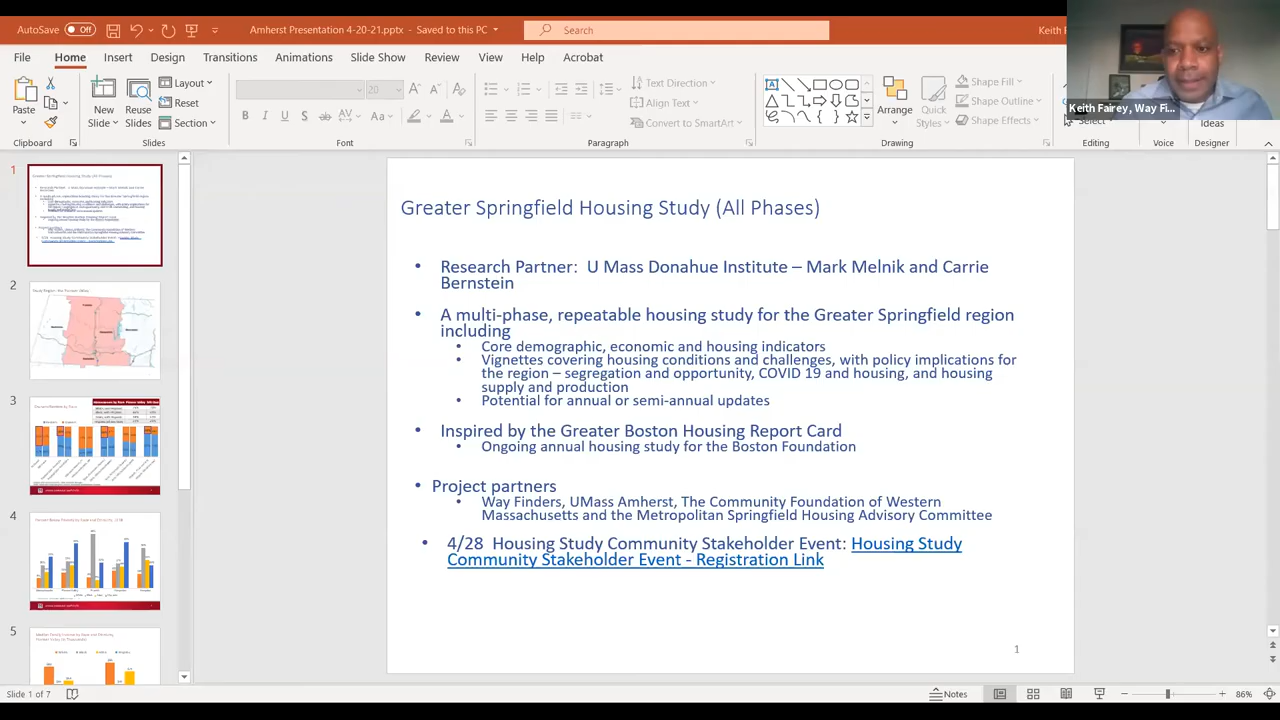 AutoSave
Off
Amherst Presentation 4-20-21.pptx - Saved to this PC
Search
Keith F
File Home Insert Design Transitions Animations Slide Show Review View Help Acrobat
Keith Fairey, Way Fi...
Paste
New
Slide
Reuse
Slides
Layout
Reset
Section
20
Text Direction
Align Text
Convert to SmartArt
Arrange
Quick
Styles
Shape Fill
Shape Outline
Shape Effects
Select
Ideas
Clipboard Slides Font Paragraph Drawing Editing Voice Designer
1
2
3
4
5
Greater Springfield Housing Study (All Phases)
• Research Partner: U Mass Donahue Institute – Mark Melnik and Carrie
Bernstein
• A multi-phase, repeatable housing study for the Greater Springfield region
including
• Core demographic, economic and housing indicators
• Vignettes covering housing conditions and challenges, with policy implications for
the region – segregation and opportunity, COVID 19 and housing, and housing
supply and production
• Potential for annual or semi-annual updates
• Inspired by the Greater Boston Housing Report Card
• Ongoing annual housing study for the Boston Foundation
• Project partners
• Way Finders, UMass Amherst, The Community Foundation of Western
Massachusetts and the Metropolitan Springfield Housing Advisory Committee
• 4/28 Housing Study Community Stakeholder Event: Housing Study
Community Stakeholder Event - Registration Link
1
Slide 1 of 7
Notes
86%